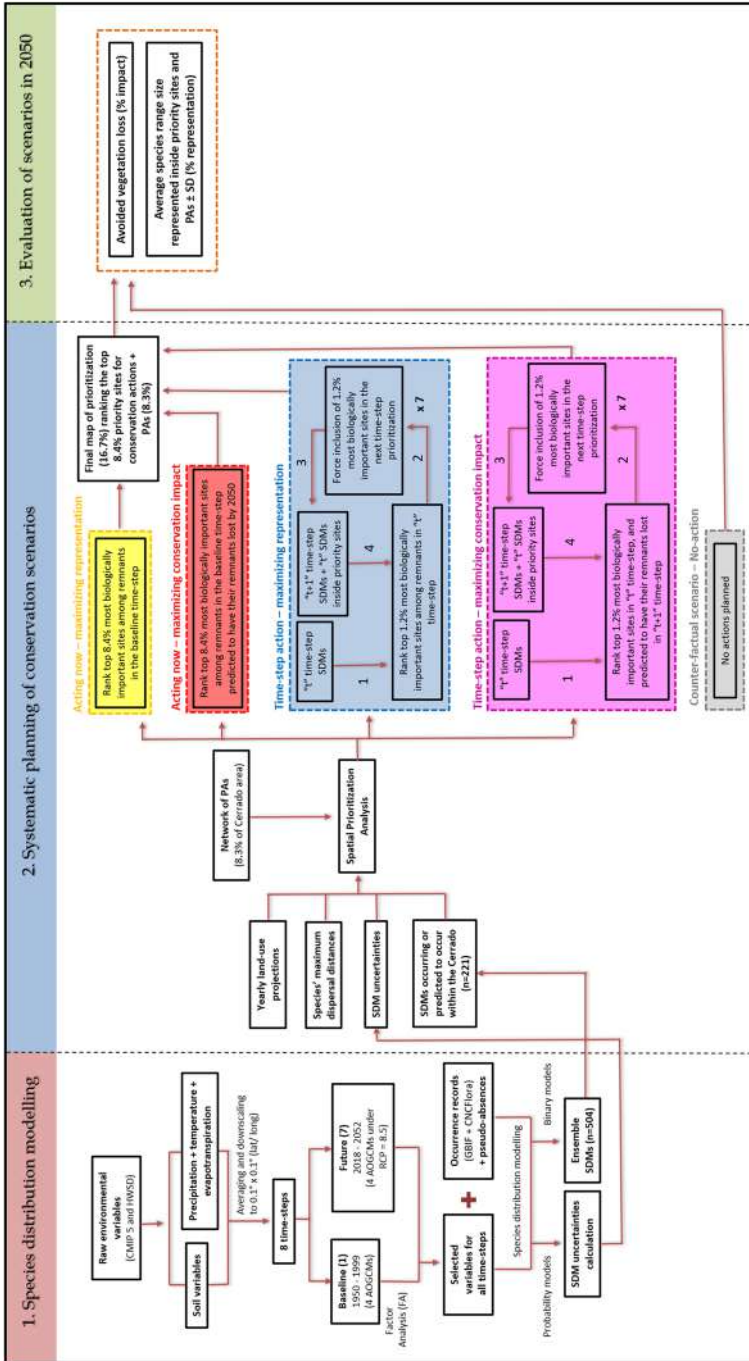 1. Species distribution modelling
Raw environmental
variables
(CMIP 5 and HWSD)
Soil variables
Precipitation + temperature +
evapotranspiration
Averaging and downscaling
to 0.1° x 0.1° (lat/ long)
8 time-steps
Baseline (1)
1950 - 1999
(4 AOGCMs)
Future (7)
2018 - 2052
(4 AOGCMs under
RCP = 8.5)
Factor
Analysis (FA)
Selected
variables for
all time-steps
+
Occurrence records
(GBIF + CNCFlora)
+ pseudo-absences
Species distribution modelling
Probability models
Binary models
SDM uncertainties
calculation
Ensemble
SDMs (n=504)
2. Systematic planning of conservation scenarios
Yearly land-use
projections
Species' maximum
dispersal distances
SDM uncertainties
SDMs occurring or
predicted to occur
within the Cerrado
(n=221)
Network of PAs
(8.3% of Cerrado area)
Spatial Prioritization
Analysis
Acting now – maximizing representation
Rank top 8.4% most biologically
important sites among remnants
in the baseline time-step
Acting now – maximizing conservation impact
Rank top 8.4% most biologically important sites
among remnants in the baseline time-step
predicted to have their remnants lost by 2050
Final map of prioritization
(16.7%) ranking the top
8.4% priority sites for
conservation actions +
PAs (8.3%)
Time-step action – maximizing representation
"t" time-step
SDMs
"t+1" time-step
SDMs + "t" SDMs
inside priority sites
3
Force inclusion of 1.2%
most biologically
important sites in the
next time-step
prioritization
1
4
2
x 7
Rank top 1.2% most biologically
important sites among remnants in "t"
time-step
Time-step action – maximizing conservation impact
"t" time-step
SDMs
"t+1" time-step
SDMs + "t" SDMs
inside priority sites
3
Force inclusion of 1.2%
most biologically
important sites in the
next time-step
prioritization
1
4
2
x 7
Rank top 1.2% most biologically
important sites in "t" time-step, and
predicted to have their remnants lost
in "t+1" time-step
Counter-factual scenario – No-action
No actions planned
3. Evaluation of scenarios in 2050
Avoided vegetation loss (% impact)
Average species range size
represented inside priority sites and
PAs ± SD (% representation)